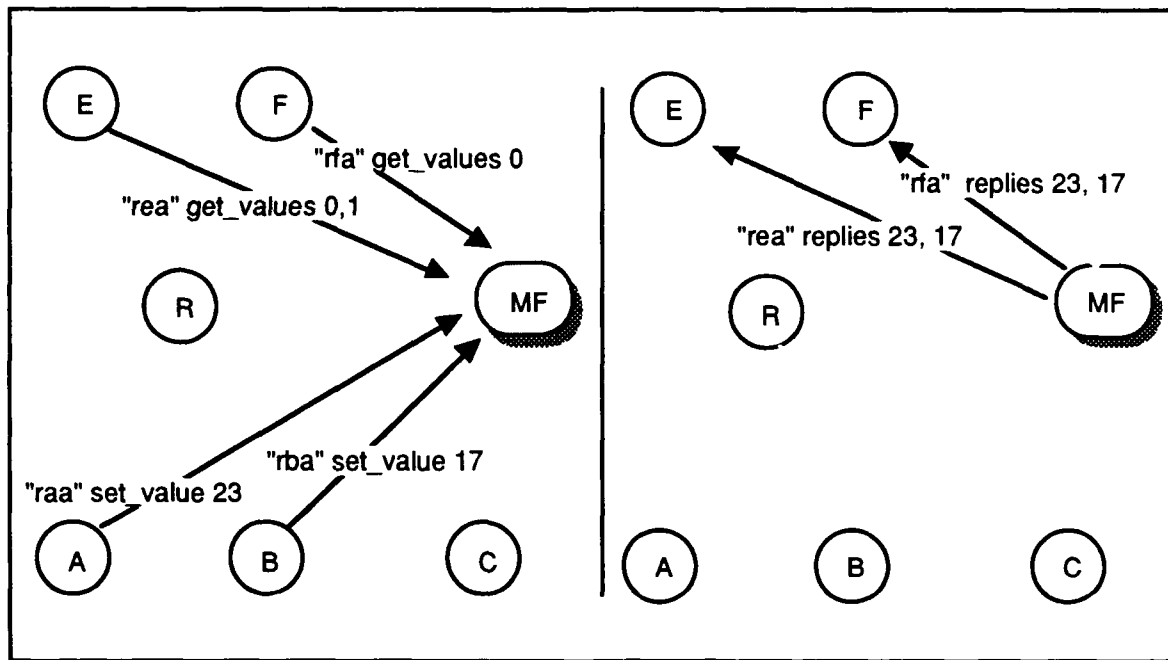 E
F
"rfa" get_values 0
"rea" get_values 0,1
R
MF
"rba" set_value 17
"raa" set_value 23
A
B
C
E
F
"rfa" replies 23, 17
"rea" replies 23, 17
R
MF
A
B
C